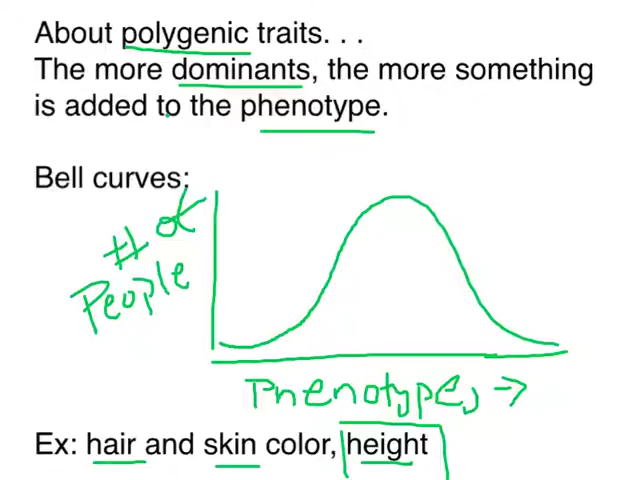 About polygenic traits. . .
The more dominants, the more something
is added to the phenotype.
Bell curves:
# of
People
Phenotypes →
Ex: hair and skin color, height